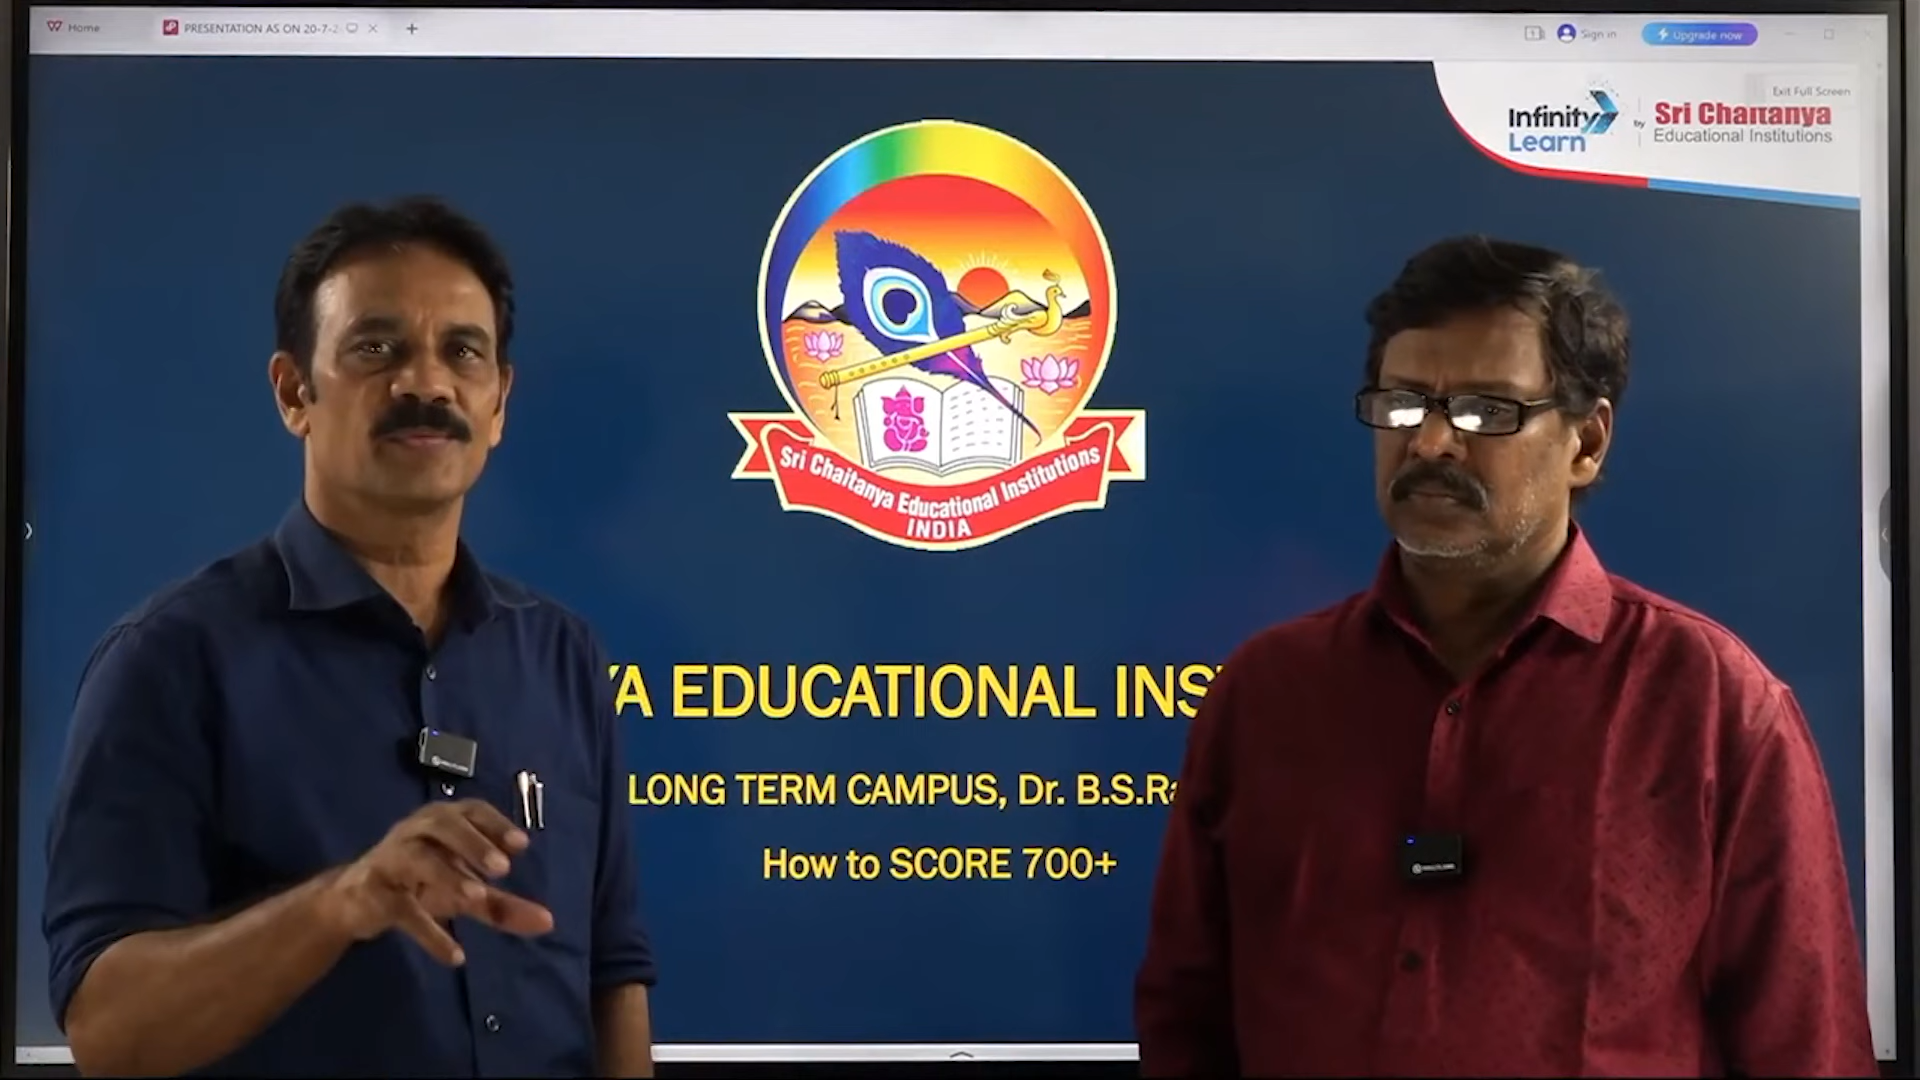 Home
PRESENTATION AS ON 20-7-2
Sign in
Upgrade now
Exit Full Screen
Infinity
Learn
by
Sri Chaitanya
Educational Institutions
Sri Chaitanya Educational Institutions
INDIA
YA EDUCATIONAL INS
LONG TERM CAMPUS, Dr. B.S.Ra
How to SCORE 700+